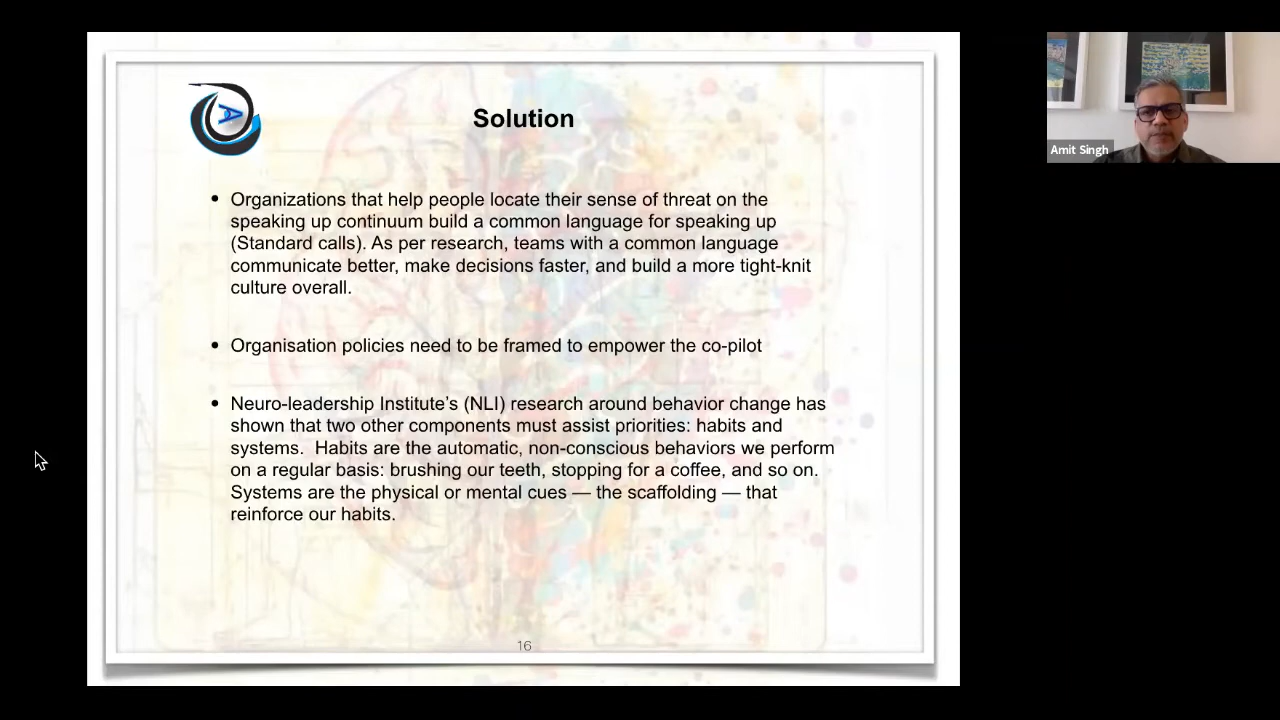 Solution
• Organizations that help people locate their sense of threat on the
speaking up continuum build a common language for speaking up
(Standard calls). As per research, teams with a common language
communicate better, make decisions faster, and build a more tight-knit
culture overall.
• Organisation policies need to be framed to empower the co-pilot
• Neuro-leadership Institute’s (NLI) research around behavior change has
shown that two other components must assist priorities: habits and
systems.  Habits are the automatic, non-conscious behaviors we perform
on a regular basis: brushing our teeth, stopping for a coffee, and so on.
Systems are the physical or mental cues — the scaffolding — that
reinforce our habits.
16
Amit Singh